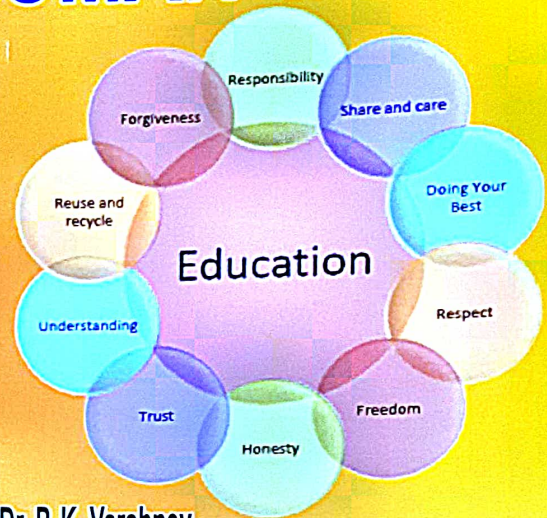 Responsibility
Share and care
Doing Your
Best
Respect
Freedom
Honesty
Trust
Understanding
Reuse and
recycle
Forgiveness
Education